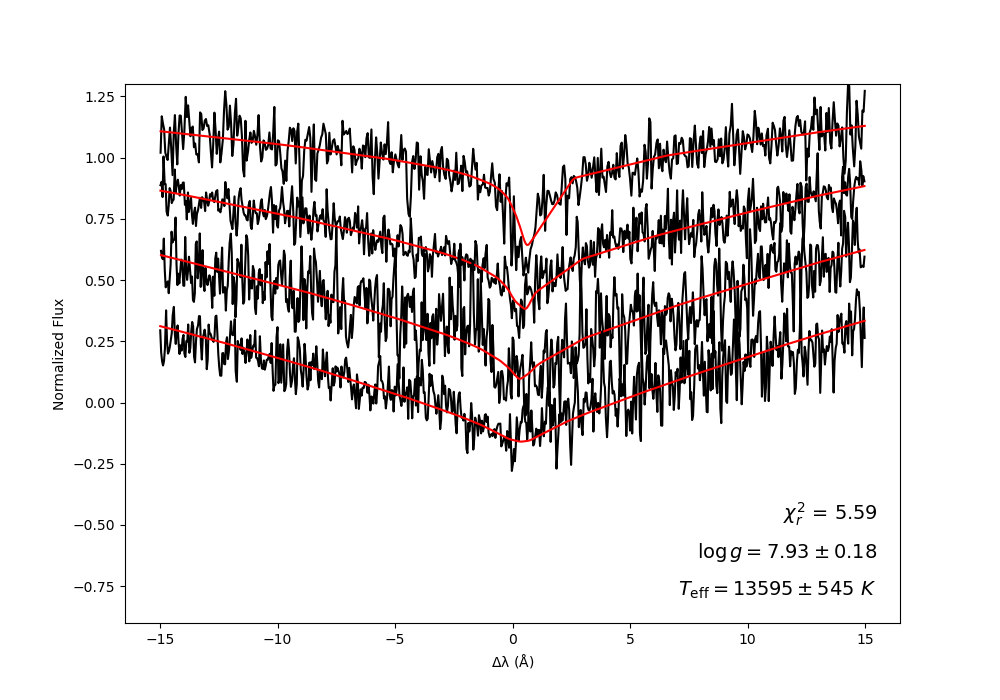 1.25
1.00
0.75
0.50
0.25
0.00
−0.25
−0.50
−0.75
Normalized Flux
χ²ᵣ = 5.59
log g = 7.93 ± 0.18
T_eff = 13595 ± 545 K
−15 −10 −5 0 5 10 15
Δλ (Å)